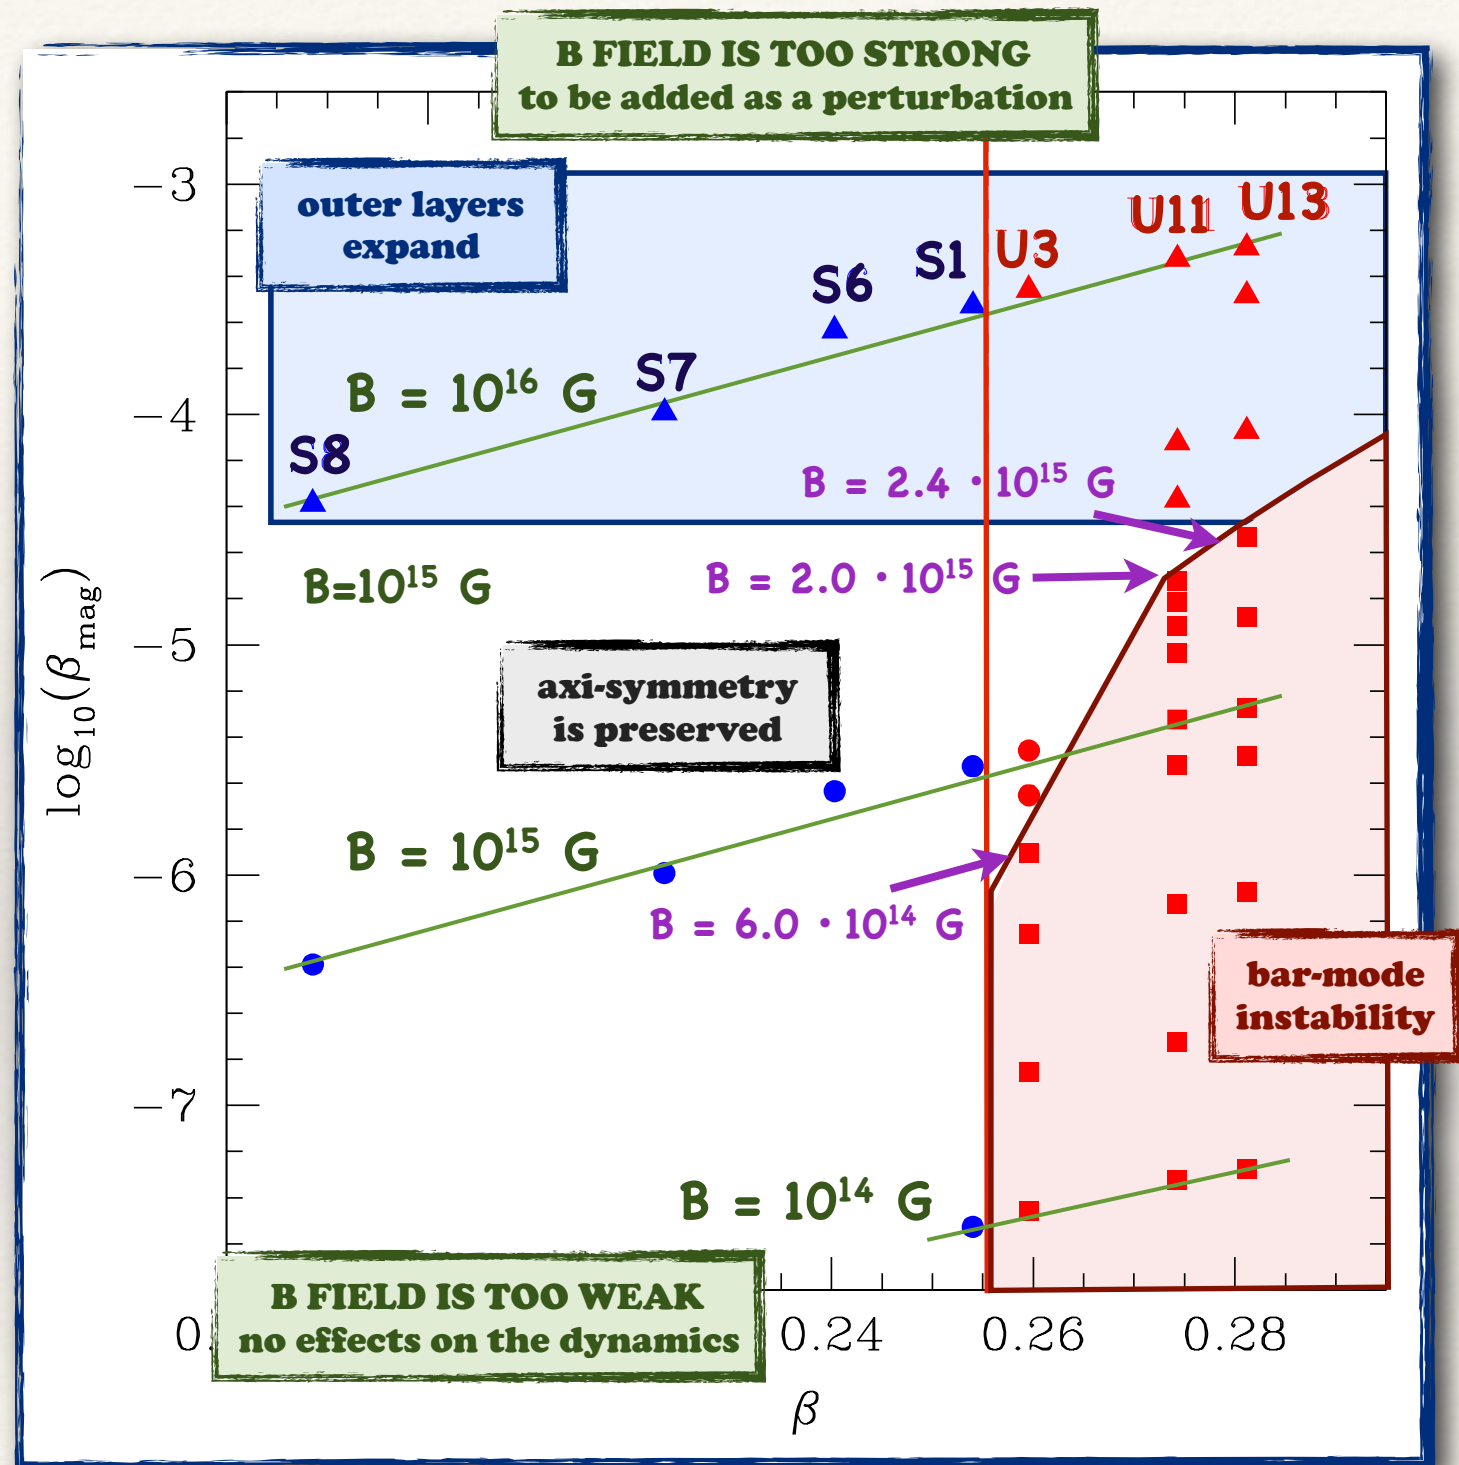 B FIELD IS TOO STRONG
to be added as a perturbation
outer layers
expand
−3
U11
U13
S1
U3
S6
S7
B = 10¹⁶ G
−4
S8
B = 2.4 · 10¹⁵ G
B=10¹⁵ G
B = 2.0 · 10¹⁵ G
log₁₀(β_mag)
−5
axi-symmetry
is preserved
B = 10¹⁵ G
−6
B = 6.0 · 10¹⁴ G
bar-mode
instability
−7
B = 10¹⁴ G
B FIELD IS TOO WEAK
no effects on the dynamics
0.24
0.26
0.28
β